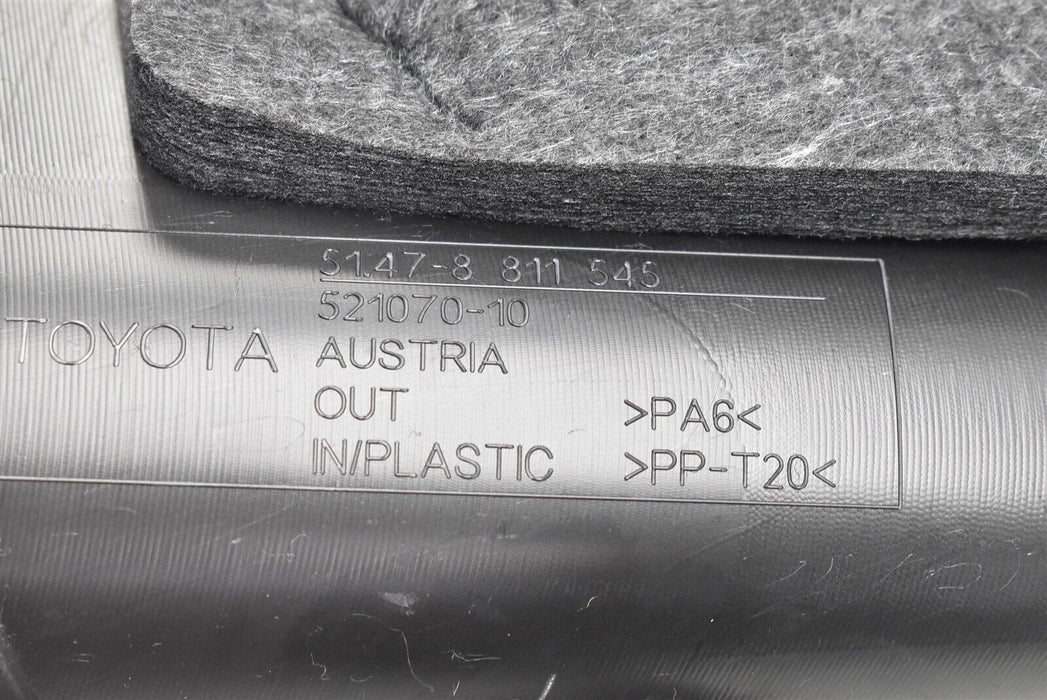 51.47-8 811 545
521070-10
TOYOTA AUSTRIA
OUT >PA6<
IN/PLASTIC >PP-T20<